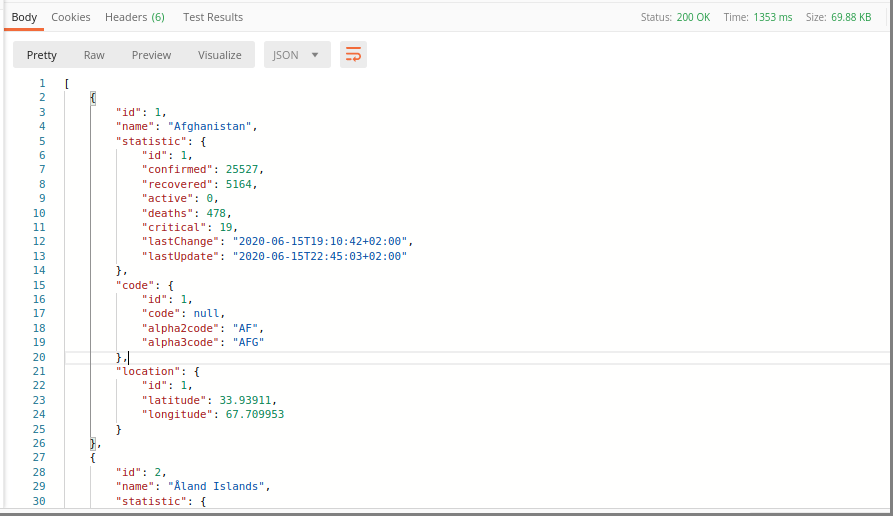 Body Cookies Headers (6) Test Results Status: 200 OK Time: 1353 ms Size: 69.88 KB
Pretty Raw Preview Visualize JSON
1 [
2 {
3 "id": 1,
4 "name": "Afghanistan",
5 "statistic": {
6 "id": 1,
7 "confirmed": 25527,
8 "recovered": 5164,
9 "active": 0,
10 "deaths": 478,
11 "critical": 19,
12 "lastChange": "2020-06-15T19:10:42+02:00",
13 "lastUpdate": "2020-06-15T22:45:03+02:00"
14 },
15 "code": {
16 "id": 1,
17 "code": null,
18 "alpha2code": "AF",
19 "alpha3code": "AFG"
20 },
21 "location": {
22 "id": 1,
23 "latitude": 33.93911,
24 "longitude": 67.709953
25 }
26 },
27 {
28 "id": 2,
29 "name": "Åland Islands",
30 "statistic": {